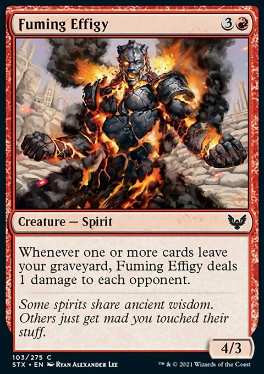 Fuming Effigy 3
Creature — Spirit
Whenever one or more cards leave
your graveyard, Fuming Effigy deals
1 damage to each opponent.
Some spirits share ancient wisdom.
Others just get mad you touched their
stuff.
4/3
103/275 C
STX • EN Ryan Alexander Lee
™ & © 2021 Wizards of the Coast